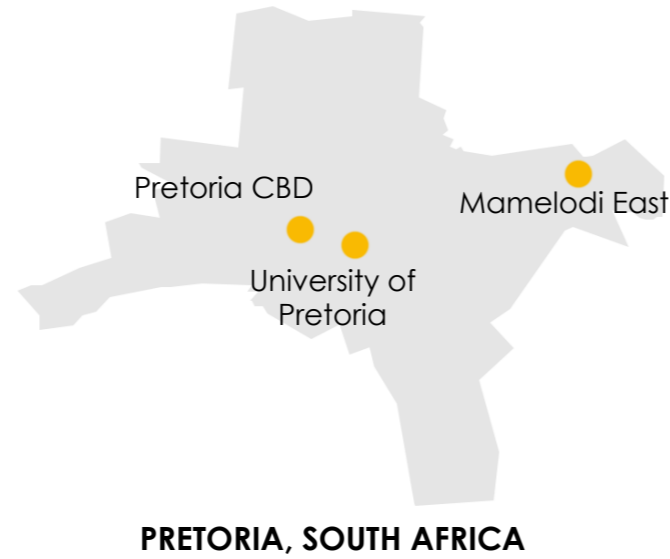 Pretoria CBD
Mamelodi East
University of
Pretoria
PRETORIA, SOUTH AFRICA